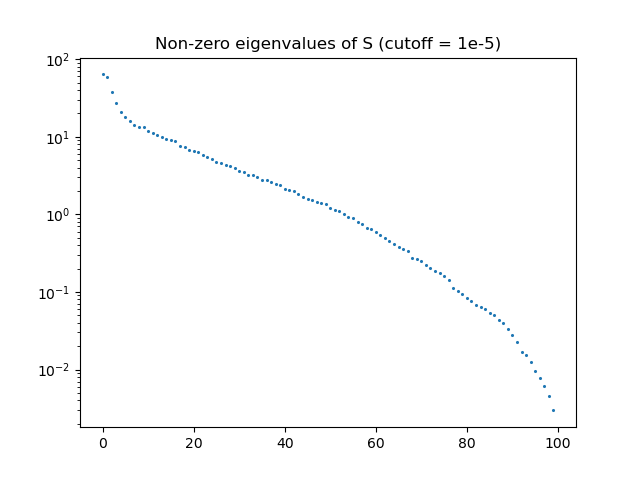 Non-zero eigenvalues of S (cutoff = 1e-5)
10²
10¹
10⁰
10⁻¹
10⁻²
0 20 40 60 80 100